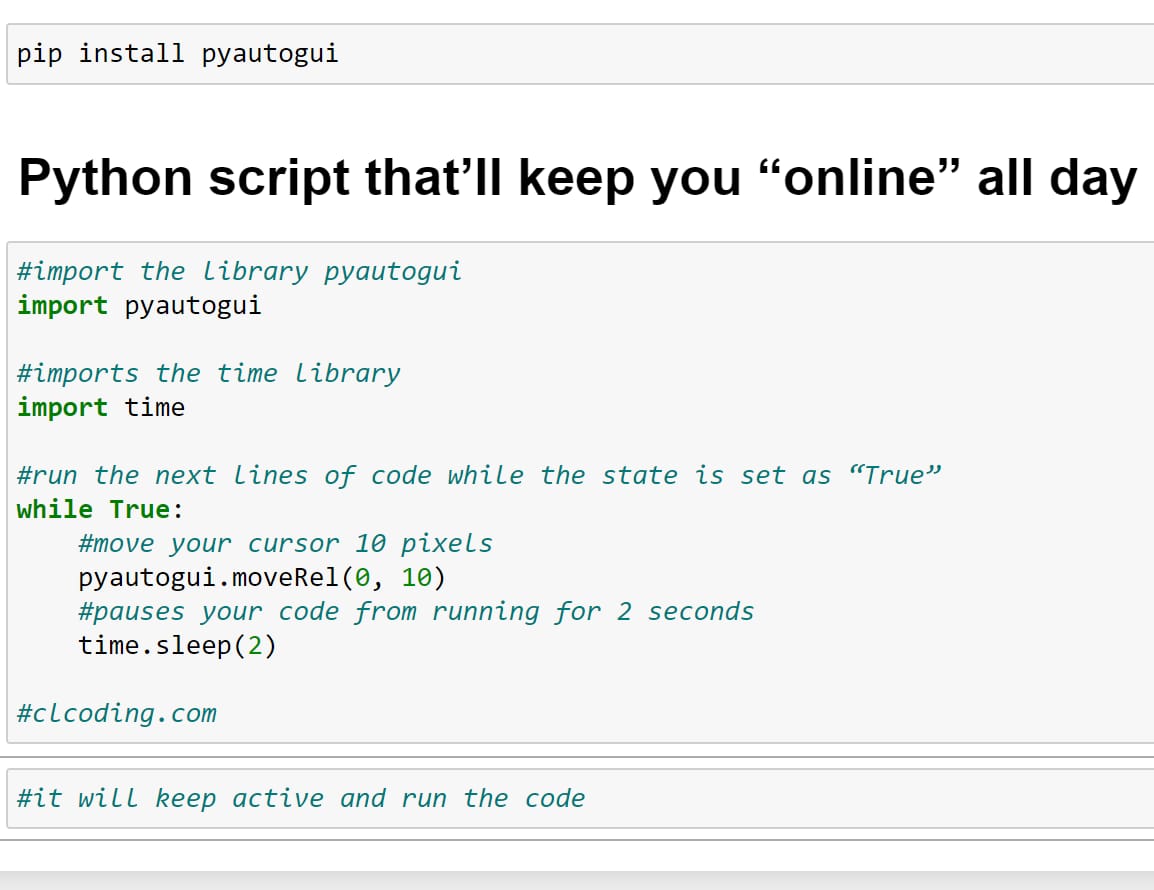 pip install pyautogui
Python script that’ll keep you “online” all day
#import the library pyautogui
import pyautogui
#imports the time library
import time
#run the next lines of code while the state is set as “True”
while True:
    #move your cursor 10 pixels
    pyautogui.moveRel(0, 10)
    #pauses your code from running for 2 seconds
    time.sleep(2)
#clcoding.com
#it will keep active and run the code